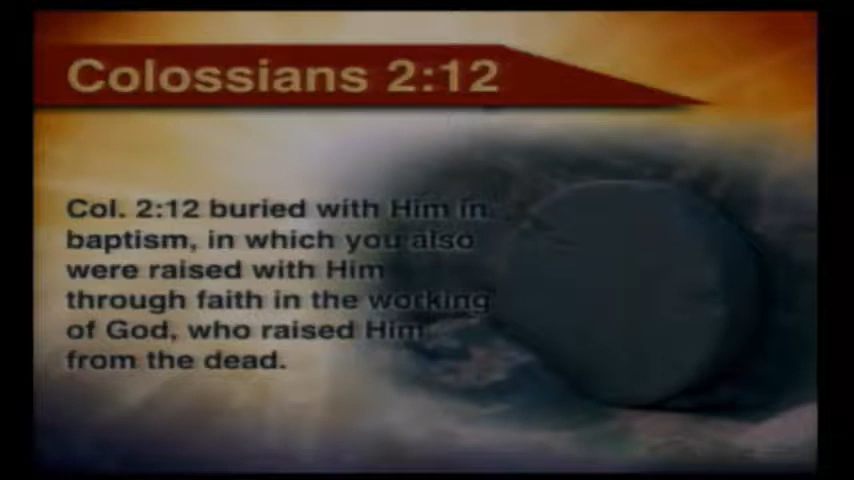 Colossians 2:12
Col. 2:12 buried with Him in
baptism, in which you also
were raised with Him
through faith in the working
of God, who raised Him
from the dead.